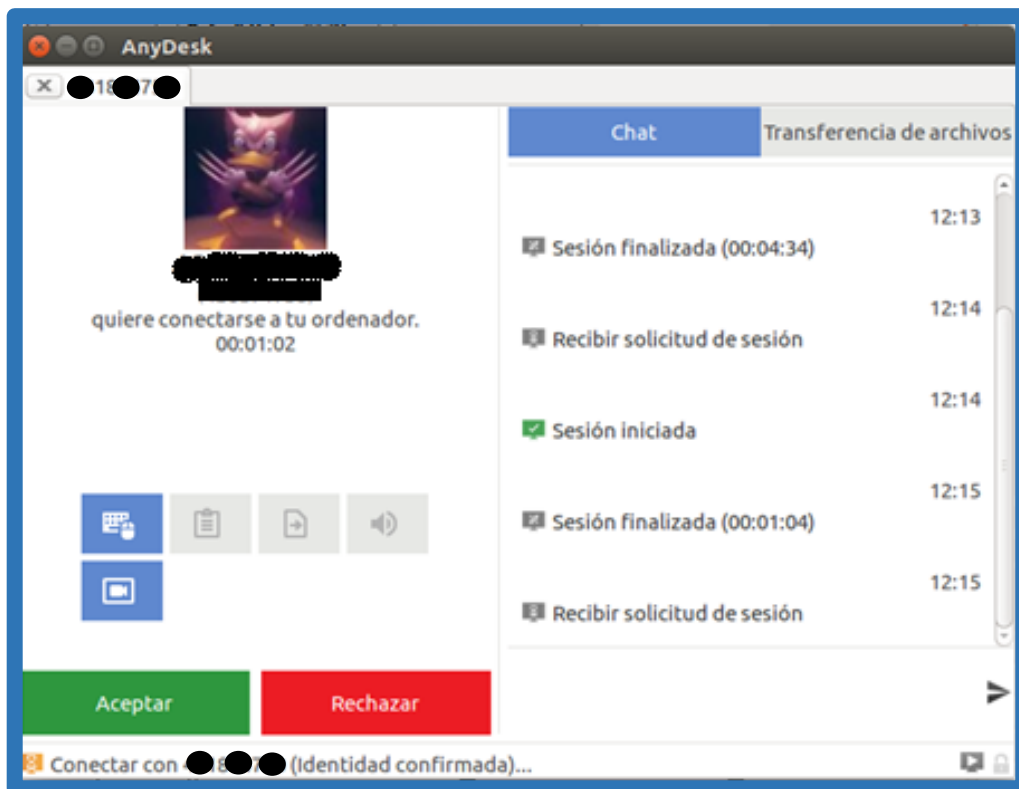 AnyDesk
Chat
Transferencia de archivos
quiere conectarse a tu ordenador.
00:01:02
12:13
Sesión finalizada (00:04:34)
12:14
Recibir solicitud de sesión
12:14
Sesión iniciada
12:15
Sesión finalizada (00:01:04)
12:15
Recibir solicitud de sesión
Aceptar
Rechazar
Conectar con (Identidad confirmada)...